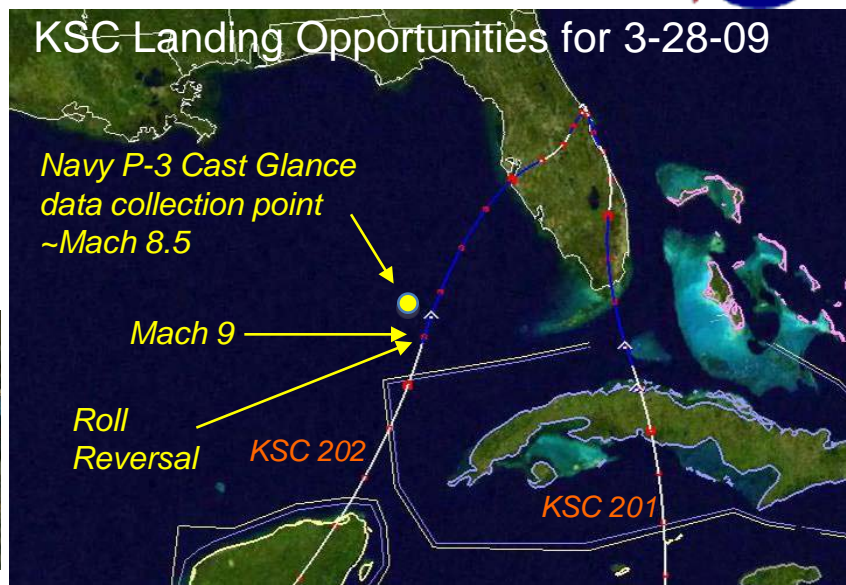 KSC Landing Opportunities for 3-28-09
Navy P-3 Cast Glance
data collection point
~Mach 8.5
Mach 9
Roll
Reversal
KSC 202
KSC 201